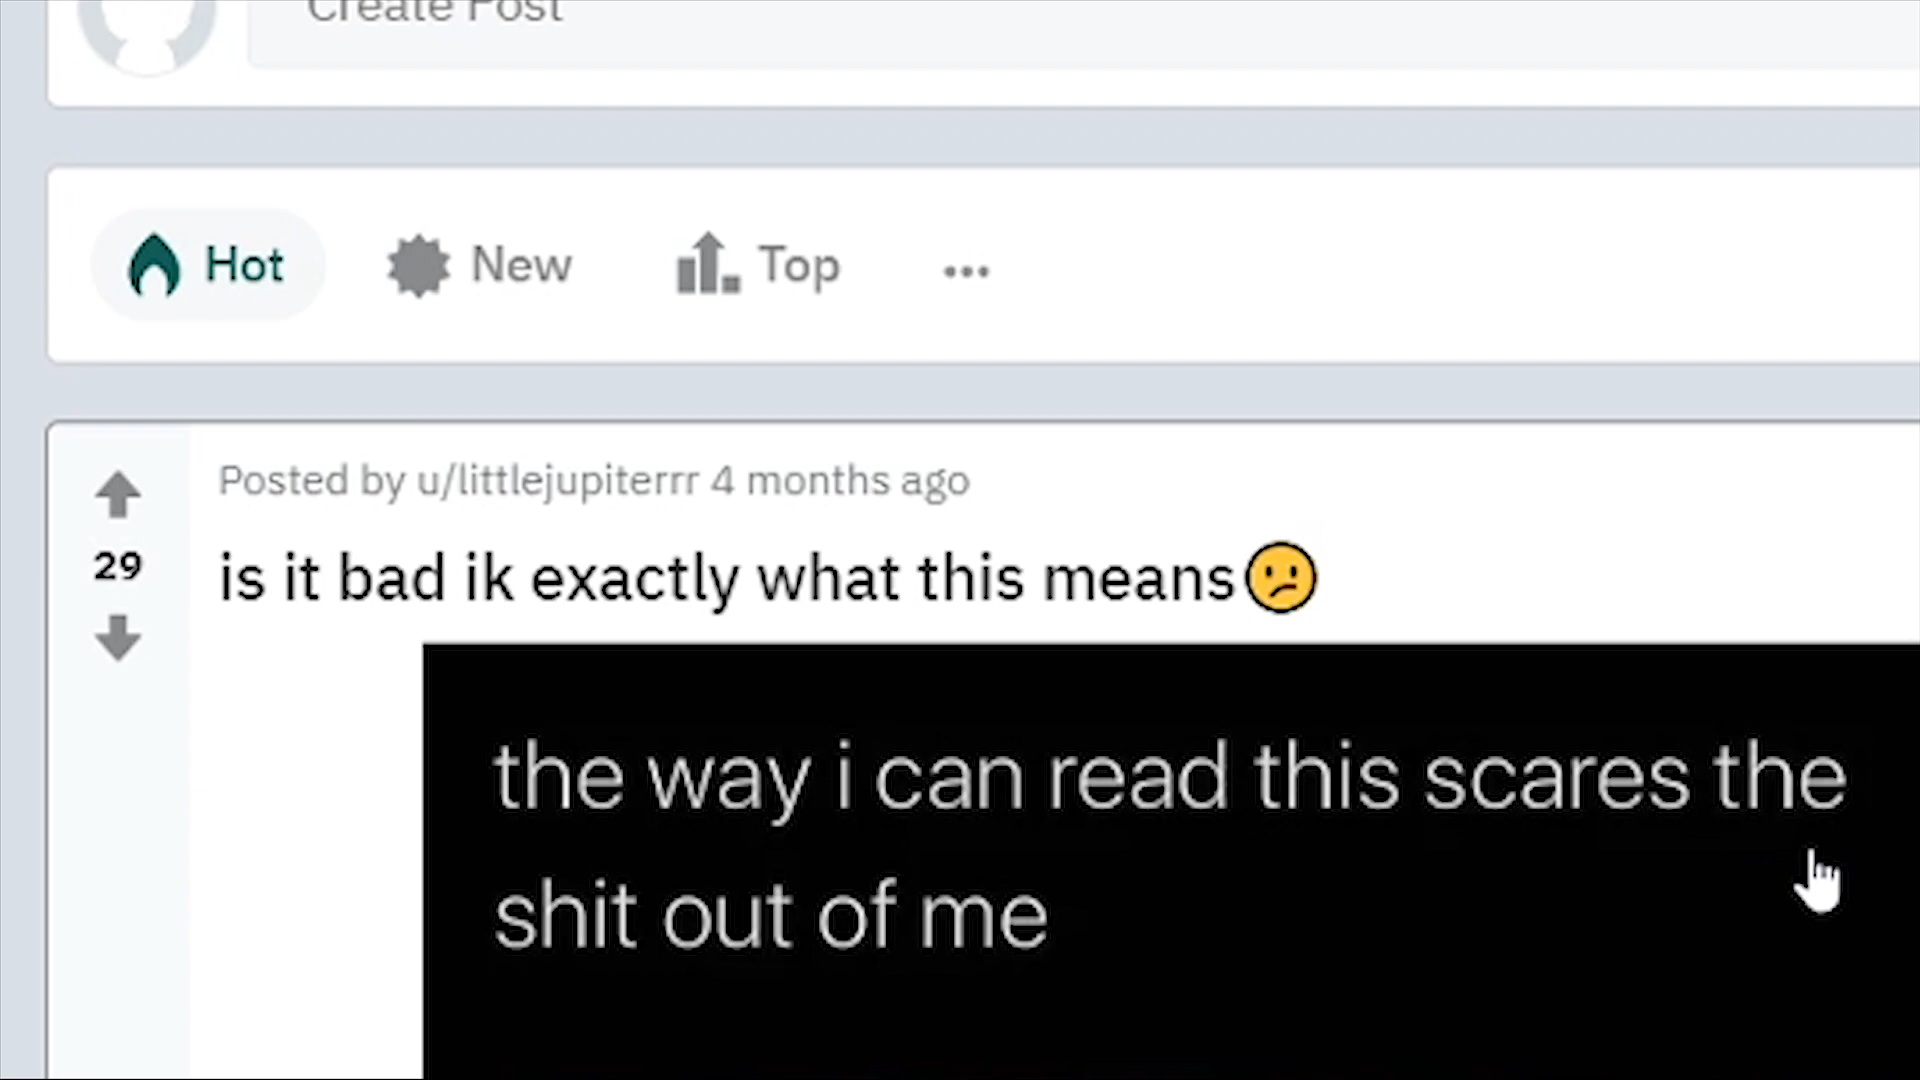 Create Post
Hot New Top ...
Posted by u/littlejupiterrr 4 months ago
29
is it bad ik exactly what this means🫤
the way i can read this scares the
shit out of me